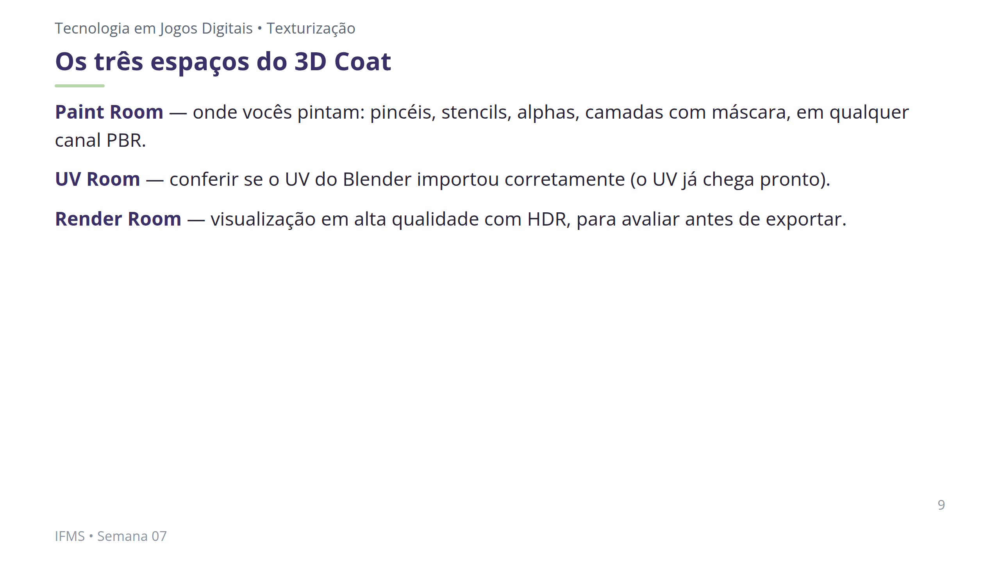 Tecnologia em Jogos Digitais • Texturização
Os três espaços do 3D Coat
Paint Room — onde vocês pintam: pincéis, stencils, alphas, camadas com máscara, em qualquer
canal PBR.
UV Room — conferir se o UV do Blender importou corretamente (o UV já chega pronto).
Render Room — visualização em alta qualidade com HDR, para avaliar antes de exportar.
9
IFMS • Semana 07